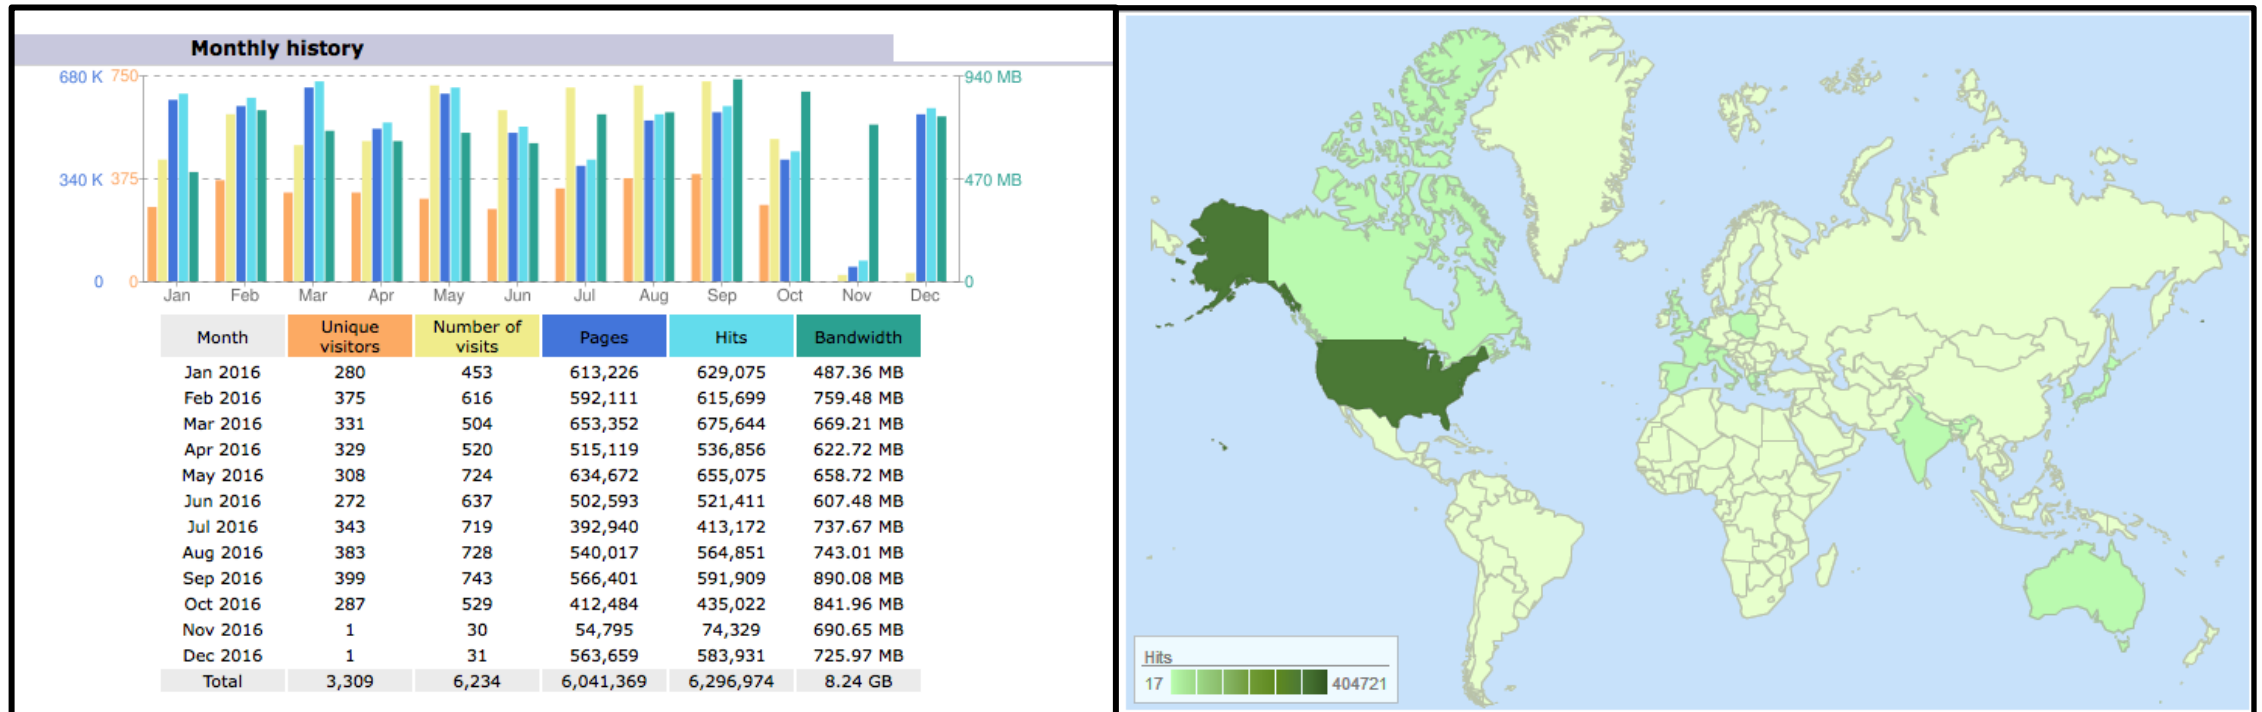 Monthly history
680 K 750 940 MB
340 K 375 470 MB
0 0 0
Jan Feb Mar Apr May Jun Jul Aug Sep Oct Nov Dec
Month Unique visitors Number of visits Pages Hits Bandwidth
Jan 2016 280 453 613,226 629,075 487.36 MB
Feb 2016 375 616 592,111 615,699 759.48 MB
Mar 2016 331 504 653,352 675,644 669.21 MB
Apr 2016 329 520 515,119 536,856 622.72 MB
May 2016 308 724 634,672 655,075 658.72 MB
Jun 2016 272 637 502,593 521,411 607.48 MB
Jul 2016 343 719 392,940 413,172 737.67 MB
Aug 2016 383 728 540,017 564,851 743.01 MB
Sep 2016 399 743 566,401 591,909 890.08 MB
Oct 2016 287 529 412,484 435,022 841.96 MB
Nov 2016 1 30 54,795 74,329 690.65 MB
Dec 2016 1 31 563,659 583,931 725.97 MB
Total 3,309 6,234 6,041,369 6,296,974 8.24 GB
Hits
17 404721